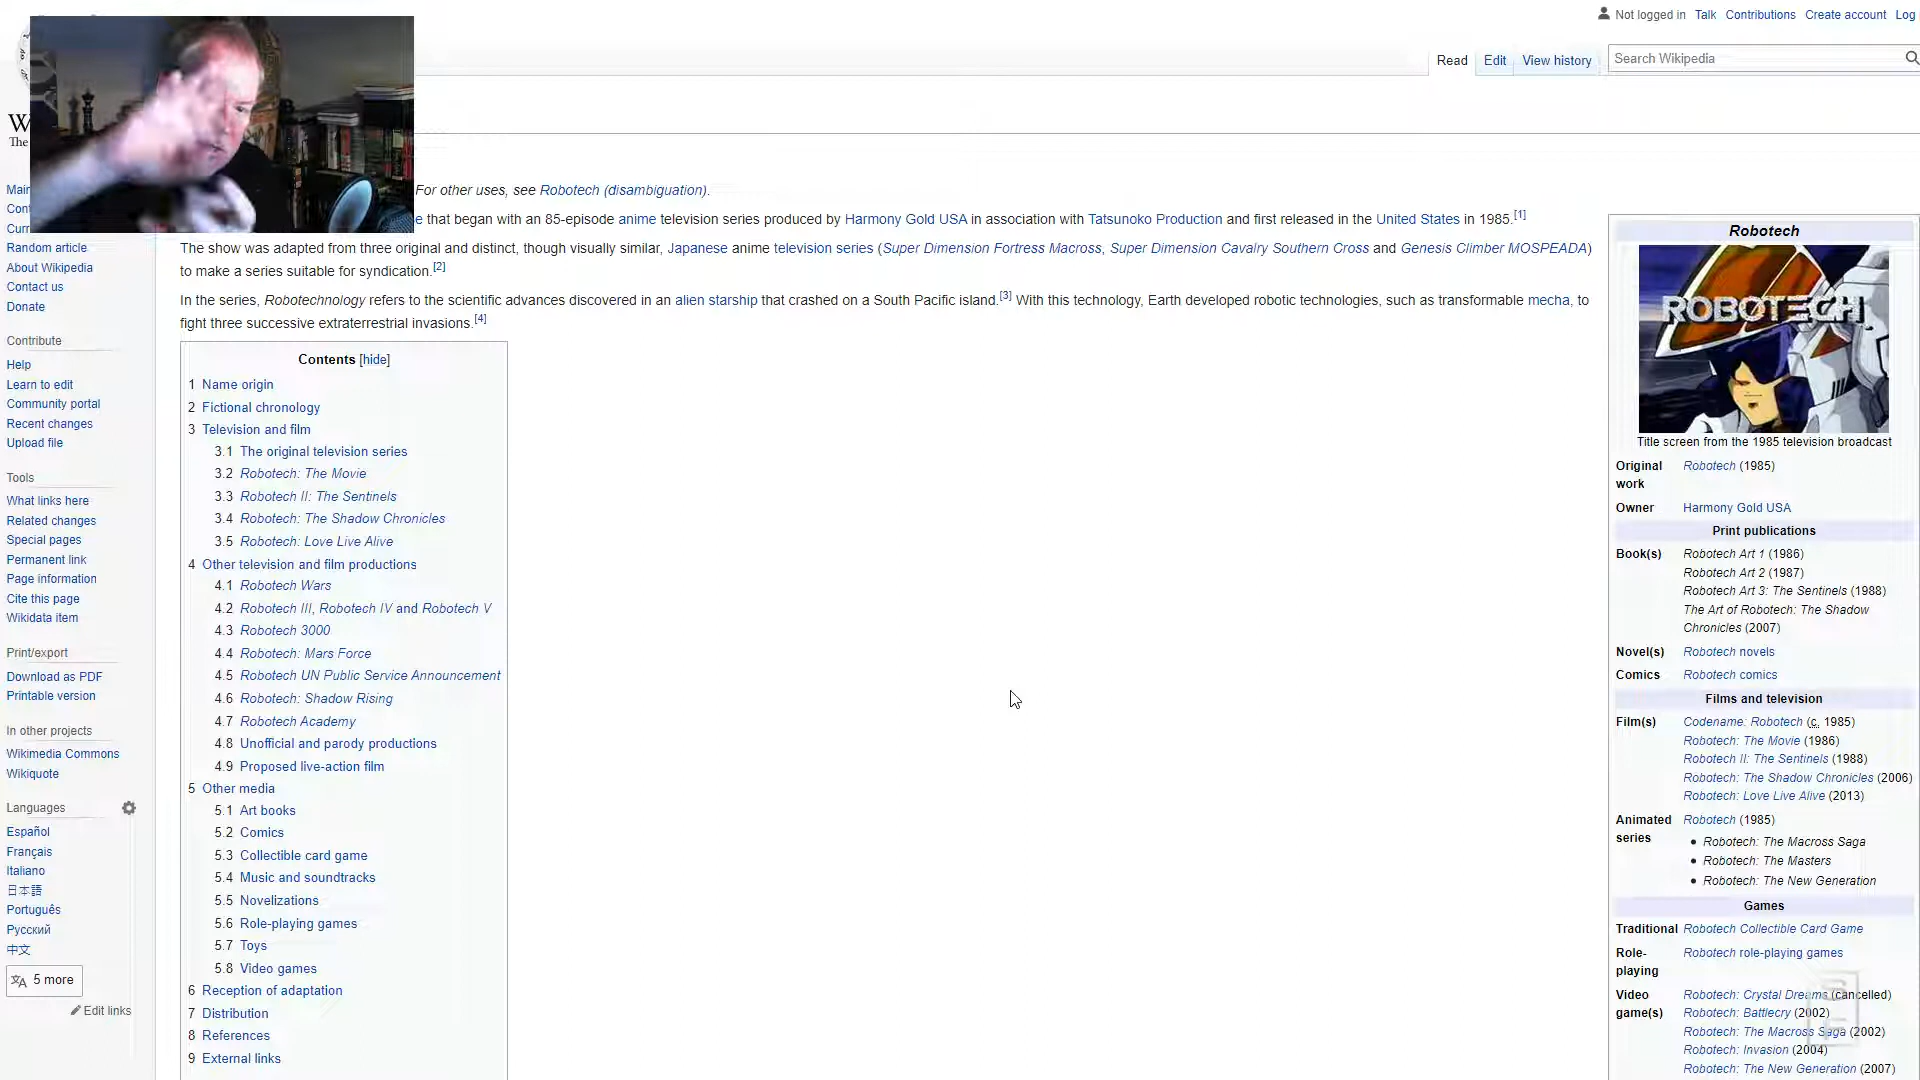 Not logged in Talk Contributions Create account Log
Read Edit View history Search Wikipedia
W
The
Main
Con
Curr
Random article
About Wikipedia
Contact us
Donate
Contribute
Help
Learn to edit
Community portal
Recent changes
Upload file
Tools
What links here
Related changes
Special pages
Permanent link
Page information
Cite this page
Wikidata item
Print/export
Download as PDF
Printable version
In other projects
Wikimedia Commons
Wikiquote
Languages
Español
Français
Italiano
日本語
Português
Русский
中文
5 more
Edit links
For other uses, see Robotech (disambiguation).
e that began with an 85-episode anime television series produced by Harmony Gold USA in association with Tatsunoko Production and first released in the United States in 1985.[1]
The show was adapted from three original and distinct, though visually similar, Japanese anime television series (Super Dimension Fortress Macross, Super Dimension Cavalry Southern Cross and Genesis Climber MOSPEADA)
to make a series suitable for syndication.[2]
In the series, Robotechnology refers to the scientific advances discovered in an alien starship that crashed on a South Pacific island.[3] With this technology, Earth developed robotic technologies, such as transformable mecha, to
fight three successive extraterrestrial invasions.[4]
Contents [hide]
1 Name origin
2 Fictional chronology
3 Television and film
3.1 The original television series
3.2 Robotech: The Movie
3.3 Robotech II: The Sentinels
3.4 Robotech: The Shadow Chronicles
3.5 Robotech: Love Live Alive
4 Other television and film productions
4.1 Robotech Wars
4.2 Robotech III, Robotech IV and Robotech V
4.3 Robotech 3000
4.4 Robotech: Mars Force
4.5 Robotech UN Public Service Announcement
4.6 Robotech: Shadow Rising
4.7 Robotech Academy
4.8 Unofficial and parody productions
4.9 Proposed live-action film
5 Other media
5.1 Art books
5.2 Comics
5.3 Collectible card game
5.4 Music and soundtracks
5.5 Novelizations
5.6 Role-playing games
5.7 Toys
5.8 Video games
6 Reception of adaptation
7 Distribution
8 References
9 External links
Robotech
ROBOTECH
Title screen from the 1985 television broadcast
Original work Robotech (1985)
Owner Harmony Gold USA
Print publications
Book(s) Robotech Art 1 (1986)
Robotech Art 2 (1987)
Robotech Art 3: The Sentinels (1988)
The Art of Robotech: The Shadow
Chronicles (2007)
Novel(s) Robotech novels
Comics Robotech comics
Films and television
Film(s) Codename: Robotech (c. 1985)
Robotech: The Movie (1986)
Robotech II: The Sentinels (1988)
Robotech: The Shadow Chronicles (2006)
Robotech: Love Live Alive (2013)
Animated series Robotech (1985)
• Robotech: The Macross Saga
• Robotech: The Masters
• Robotech: The New Generation
Games
Traditional Robotech Collectible Card Game
Role-playing Robotech role-playing games
Video game(s) Robotech: Crystal Dreams (cancelled)
Robotech: Battlecry (2002)
Robotech: The Macross Saga (2002)
Robotech: Invasion (2004)
Robotech: The New Generation (2007)